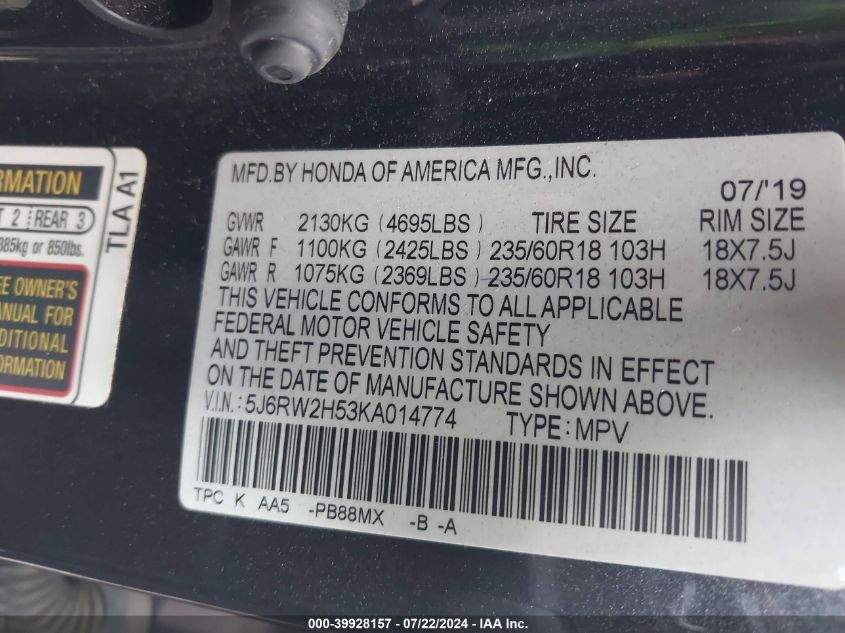 RMATION
T 2 REAR 3
385kg or 850lbs.
EE OWNER'S
ANUAL FOR
DDITIONAL
FORMATION
TLA A1
MFD.BY HONDA OF AMERICA MFG.,INC.
07/'19
GVWR 2130KG (4695LBS) TIRE SIZE RIM SIZE
GAWR F 1100KG (2425LBS) 235/60R18 103H 18X7.5J
GAWR R 1075KG (2369LBS) 235/60R18 103H 18X7.5J
THIS VEHICLE CONFORMS TO ALL APPLICABLE
FEDERAL MOTOR VEHICLE SAFETY
AND THEFT PREVENTION STANDARDS IN EFFECT
ON THE DATE OF MANUFACTURE SHOWN ABOVE.
V.I.N.: 5J6RW2H53KA014774 TYPE: MPV
TPC K AA5 -PB88MX -B -A
000-39928157 / 07/22/2024 - IAA Inc.